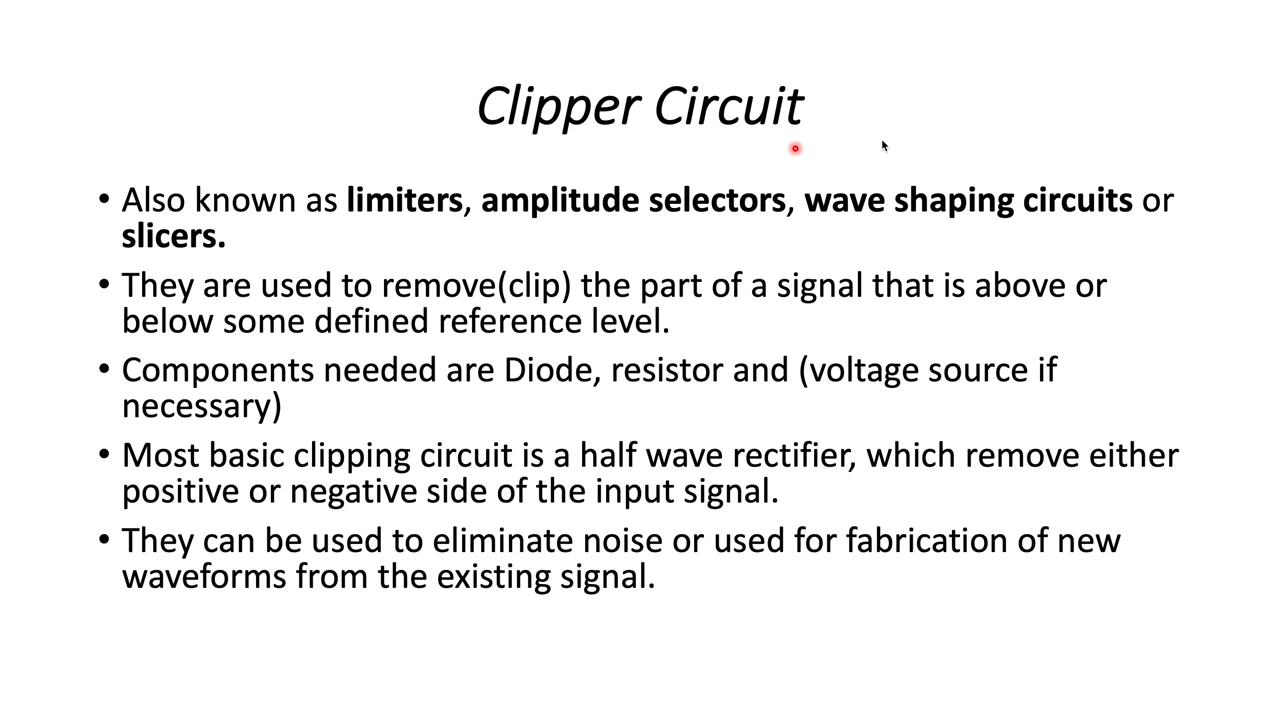 Clipper Circuit
• Also known as limiters, amplitude selectors, wave shaping circuits or
slicers.
• They are used to remove(clip) the part of a signal that is above or
below some defined reference level.
• Components needed are Diode, resistor and (voltage source if
necessary)
• Most basic clipping circuit is a half wave rectifier, which remove either
positive or negative side of the input signal.
• They can be used to eliminate noise or used for fabrication of new
waveforms from the existing signal.